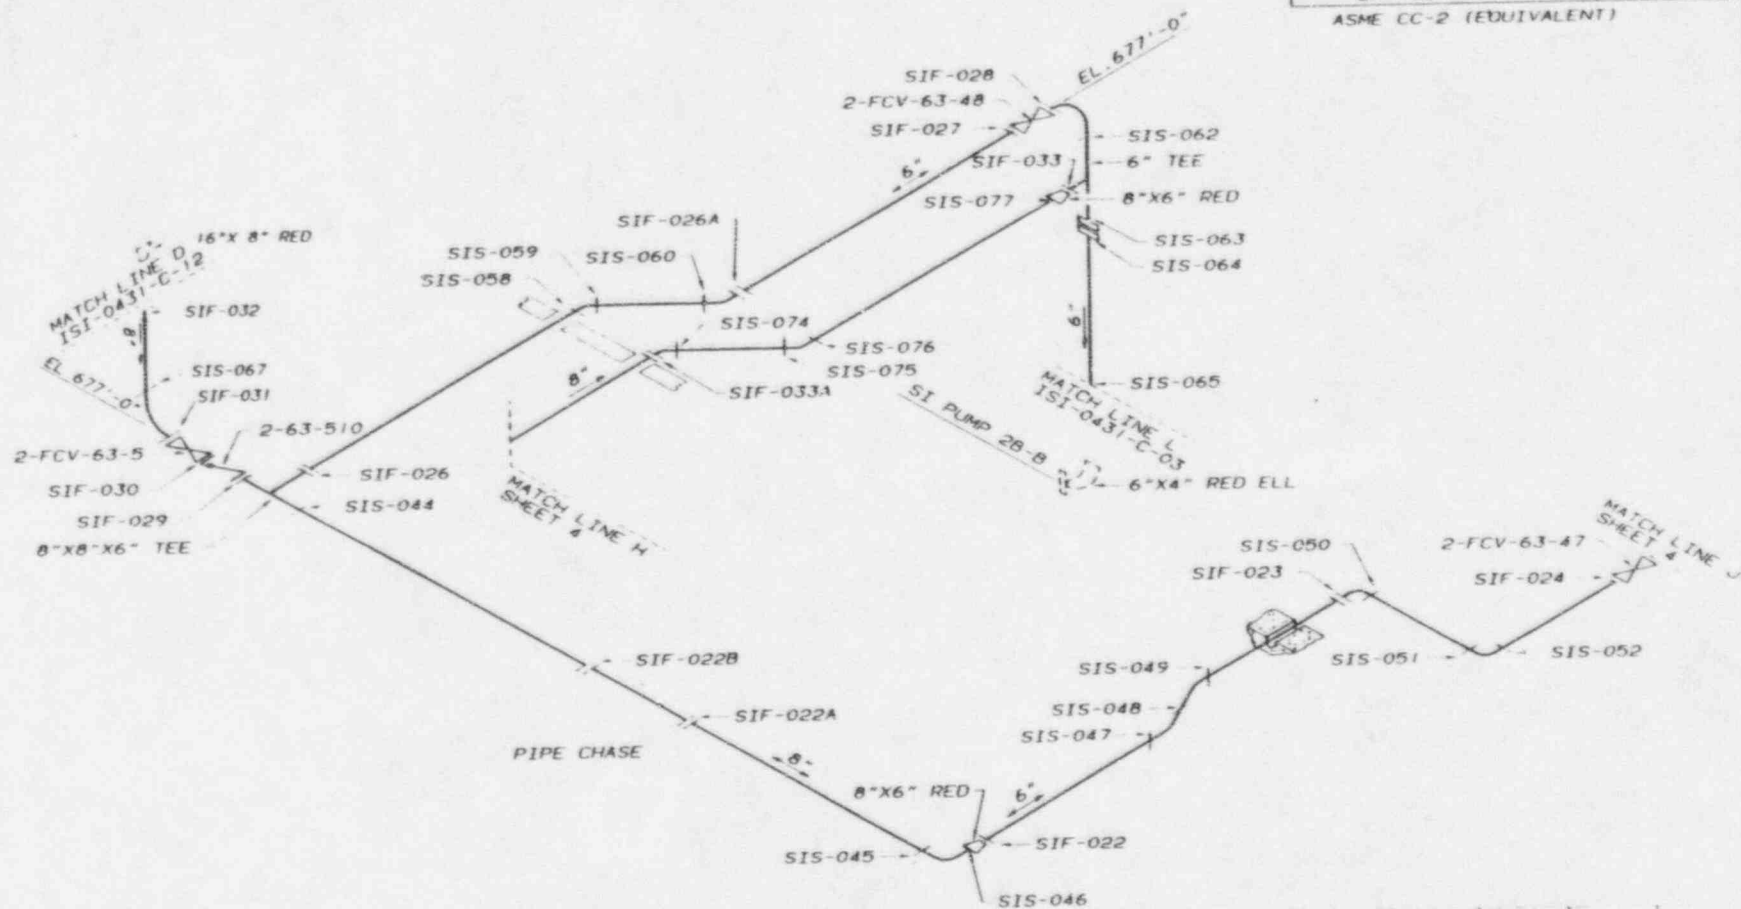 ASME CC-2 (EQUIVALENT)
EL. 677'-0"
SIF-028
2-FCV-63-48
SIF-027
SIS-062
6"
SIF-033
6" TEE
SIS-077
8"X6" RED
SIF-026A
SIS-063
SIS-064
SIS-059
SIS-060
SIS-058
16"X 8" RED
MATCH LINE D
ISI-0431-C-12
SIF-032
8"
SIS-074
6"
SIS-076
SIS-075
SIS-067
EL 677'-0"
SIF-031
8"
SIF-033A
SIS-065
MATCH LINE L
ISI-0431-C-03
SI PUMP 2B-B
2-63-510
2-FCV-63-5
SIF-030
SIF-026
6"X4" RED ELL
SIF-029
SIS-044
8"X8"X6" TEE
MATCH LINE H
SHEET 4
MATCH LINE J
SHEET 4
2-FCV-63-47
SIS-050
SIF-023
SIF-024
SIF-022B
SIS-049
SIS-051
SIS-052
SIF-022A
SIS-048
SIS-047
PIPE CHASE
8"
8"X6" RED
6"
SIS-045
SIF-022
SIS-046